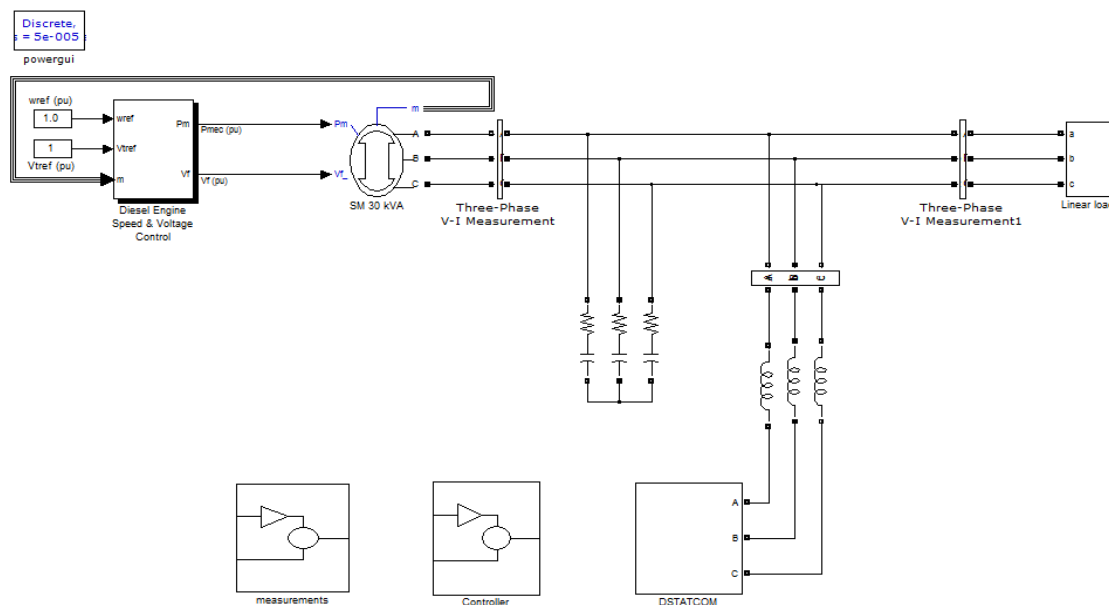 Discrete,
s = 5e-005 s
powergui
wref (pu)
1.0
1
Vtref (pu)
wref
Vtref
m
Pm
Vf
Diesel Engine
Speed & Voltage
Control
Pmec (pu)
Vf (pu)
m
Pm
Vf_
A
B
C
SM 30 kVA
Three-Phase
V-I Measurement
Three-Phase
V-I Measurement1
a
b
c
Linear load
A
B
C
measurements
Controller
A
B
C
DSTATCOM